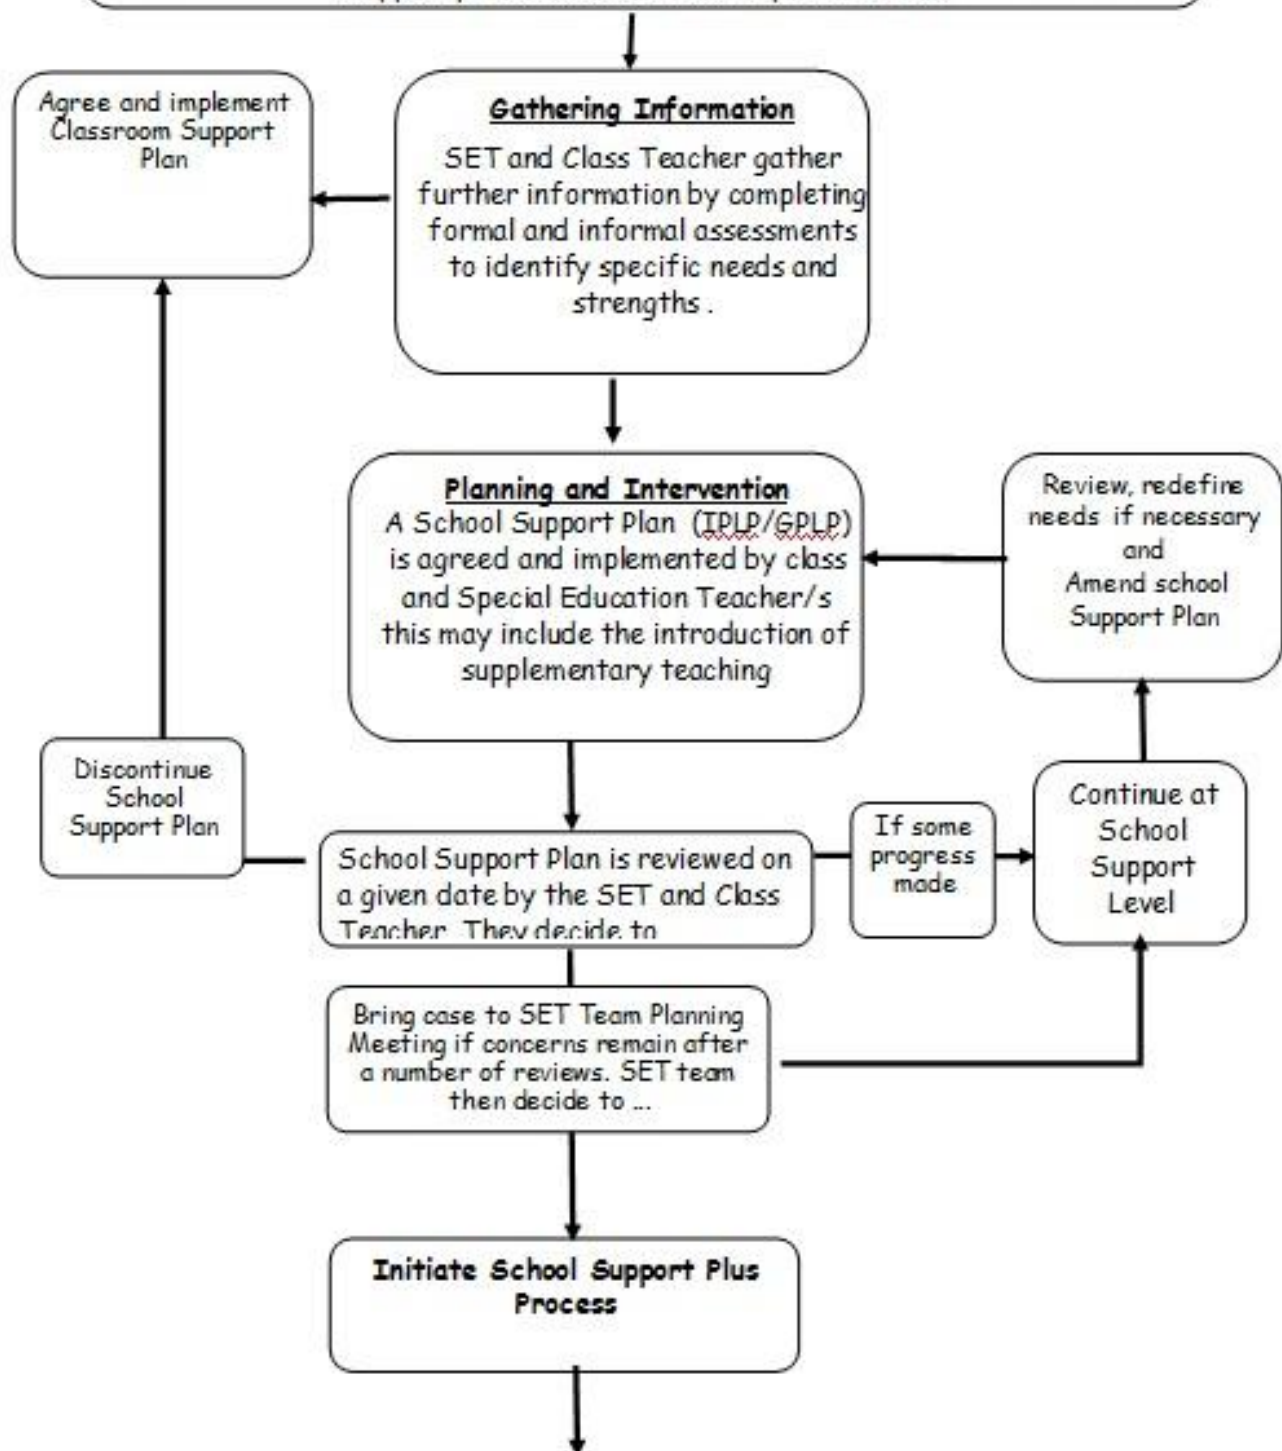 Agree and implement
Classroom Support
Plan
Gathering Information
SET and Class Teacher gather
further information by completing
formal and informal assessments
to identify specific needs and
strengths .
Planning and Intervention
A School Support Plan (IPLP/GPLP)
is agreed and implemented by class
and Special Education Teacher/s
this may include the introduction of
supplementary teaching
Review, redefine
needs if necessary
and
Amend school
Support Plan
Discontinue
School
Support Plan
School Support Plan is reviewed on
a given date by the SET and Class
Teacher. They decide to
If some
progress
made
Continue at
School
Support
Level
Bring case to SET Team Planning
Meeting if concerns remain after
a number of reviews. SET team
then decide to ...
Initiate School Support Plus
Process